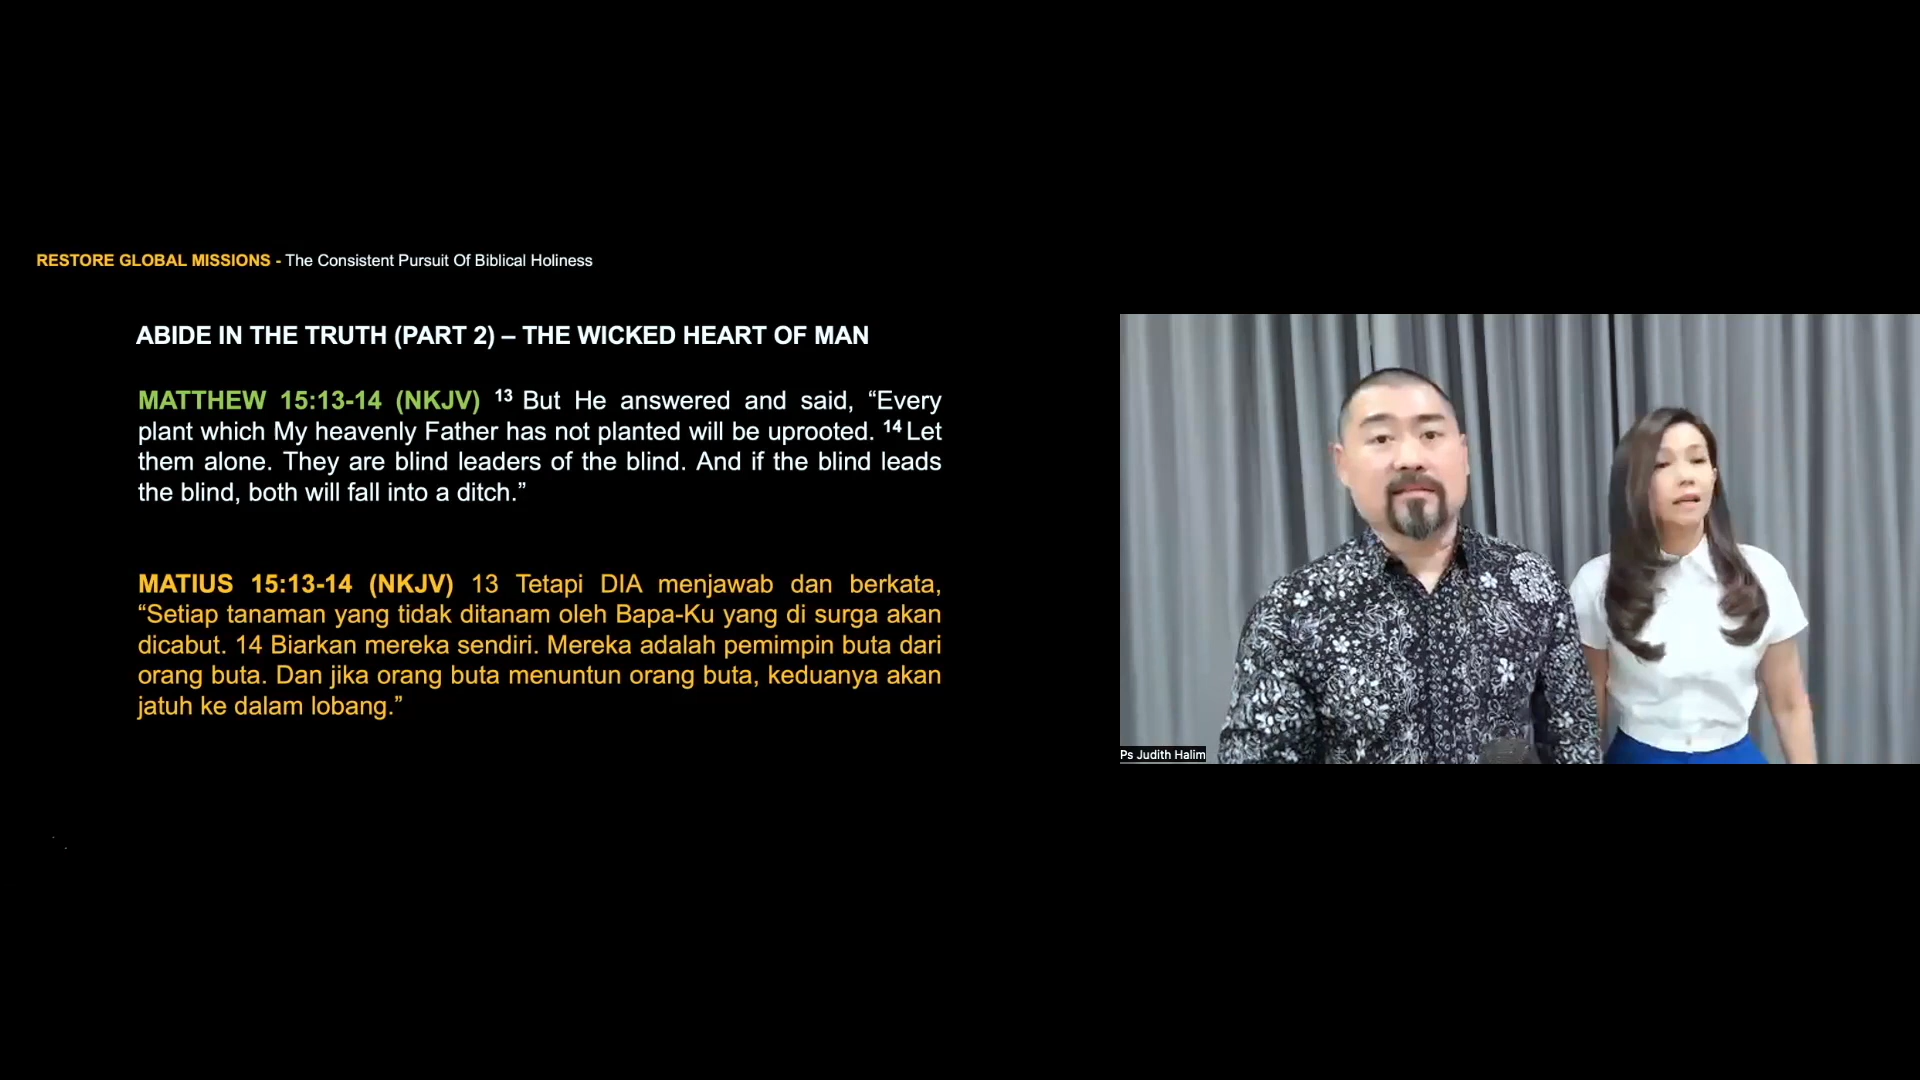 RESTORE GLOBAL MISSIONS - The Consistent Pursuit Of Biblical Holiness
ABIDE IN THE TRUTH (PART 2) – THE WICKED HEART OF MAN
MATTHEW 15:13-14 (NKJV) 13 But He answered and said, “Every
plant which My heavenly Father has not planted will be uprooted. 14 Let
them alone. They are blind leaders of the blind. And if the blind leads
the blind, both will fall into a ditch.”
MATIUS 15:13-14 (NKJV) 13 Tetapi DIA menjawab dan berkata,
“Setiap tanaman yang tidak ditanam oleh Bapa-Ku yang di surga akan
dicabut. 14 Biarkan mereka sendiri. Mereka adalah pemimpin buta dari
orang buta. Dan jika orang buta menuntun orang buta, keduanya akan
jatuh ke dalam lobang.”
Ps Judith Halim